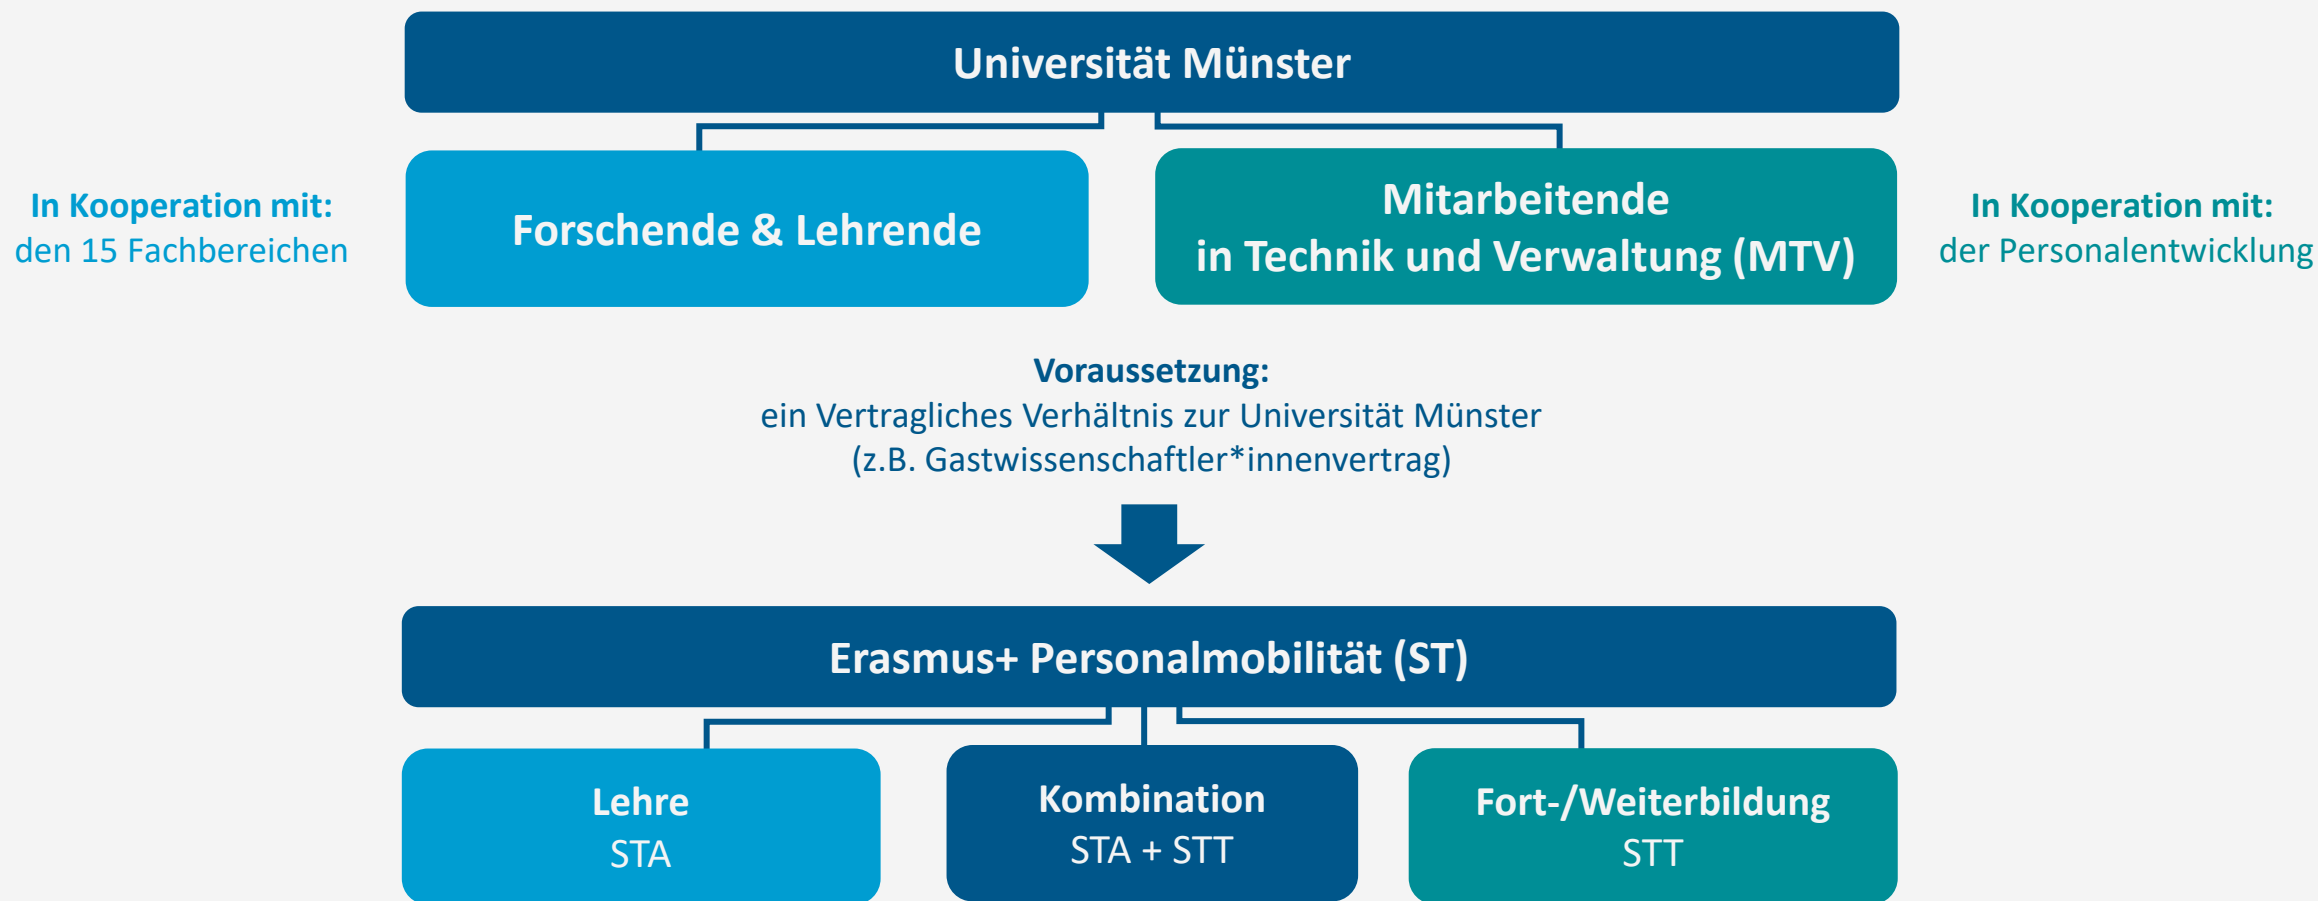 Universität Münster
In Kooperation mit:
den 15 Fachbereichen
Forschende & Lehrende
Mitarbeitende
in Technik und Verwaltung (MTV)
In Kooperation mit:
der Personalentwicklung
Voraussetzung:
ein Vertragliches Verhältnis zur Universität Münster
(z.B. Gastwissenschaftler*innenvertrag)
Erasmus+ Personalmobilität (ST)
Lehre
STA
Kombination
STA + STT
Fort-/Weiterbildung
STT